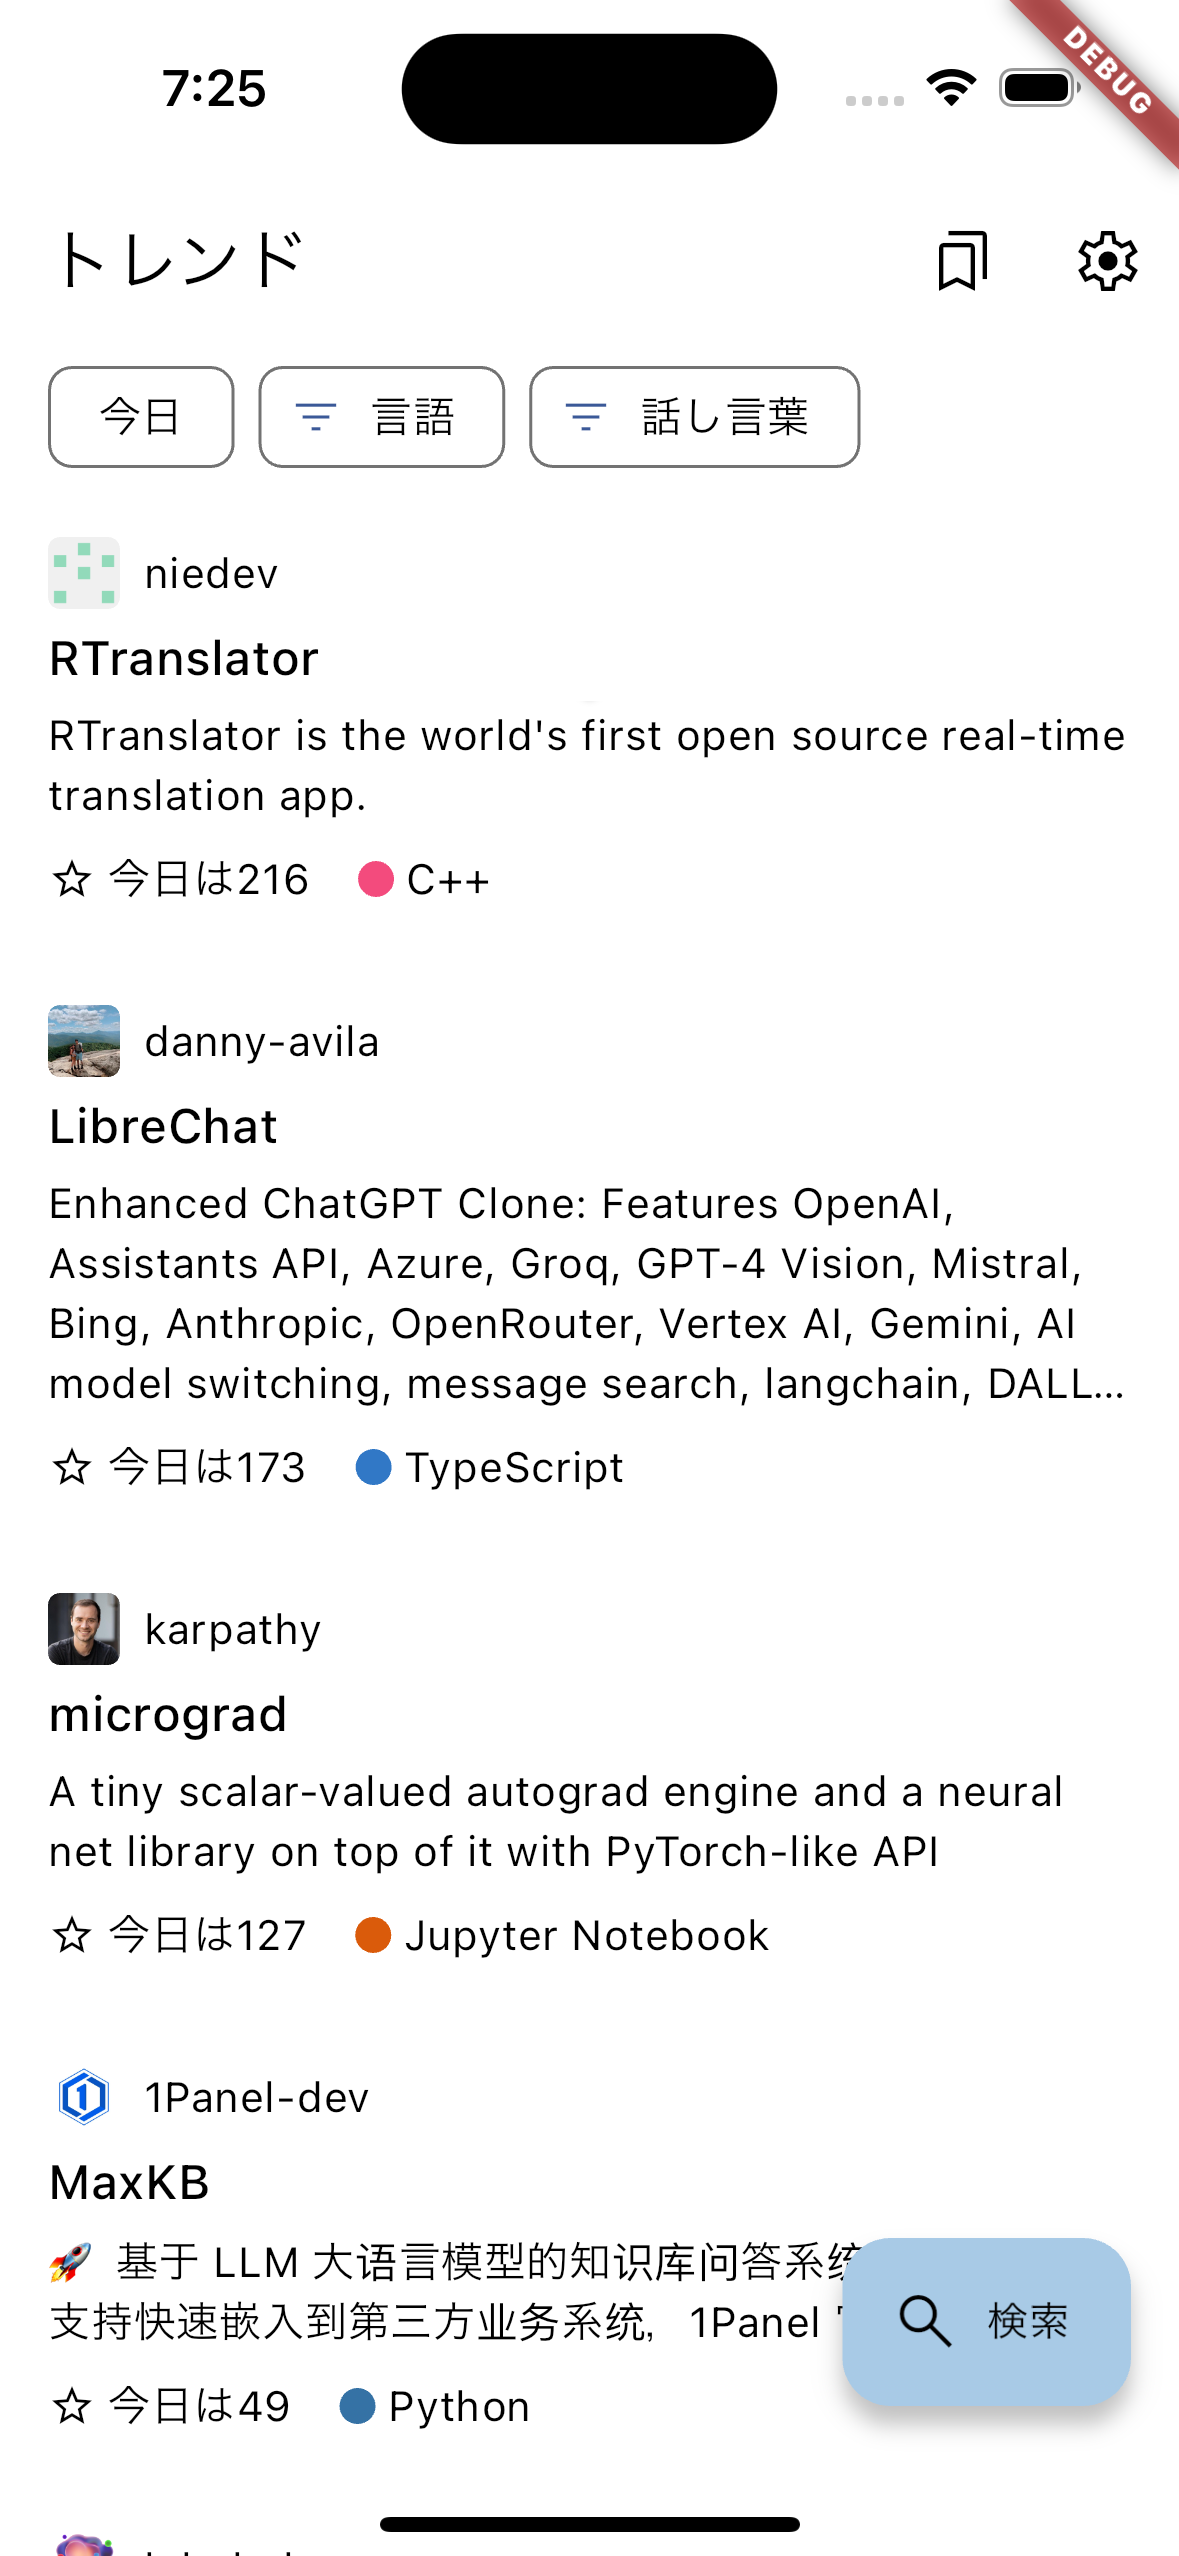 7:25
DEBUG
トレンド
今日
言語
話し言葉
niedev
RTranslator
RTranslator is the world's first open source real-time
translation app.
今日は216
C++
danny-avila
LibreChat
Enhanced ChatGPT Clone: Features OpenAI,
Assistants API, Azure, Groq, GPT-4 Vision, Mistral,
Bing, Anthropic, OpenRouter, Vertex AI, Gemini, AI
model switching, message search, langchain, DALL...
今日は173
TypeScript
karpathy
micrograd
A tiny scalar-valued autograd engine and a neural
net library on top of it with PyTorch-like API
今日は127
Jupyter Notebook
1Panel-dev
MaxKB
🚀 基于 LLM 大语言模型的知识库问答系统
支持快速嵌入到第三方业务系统，1Panel
検索
今日は49
Python